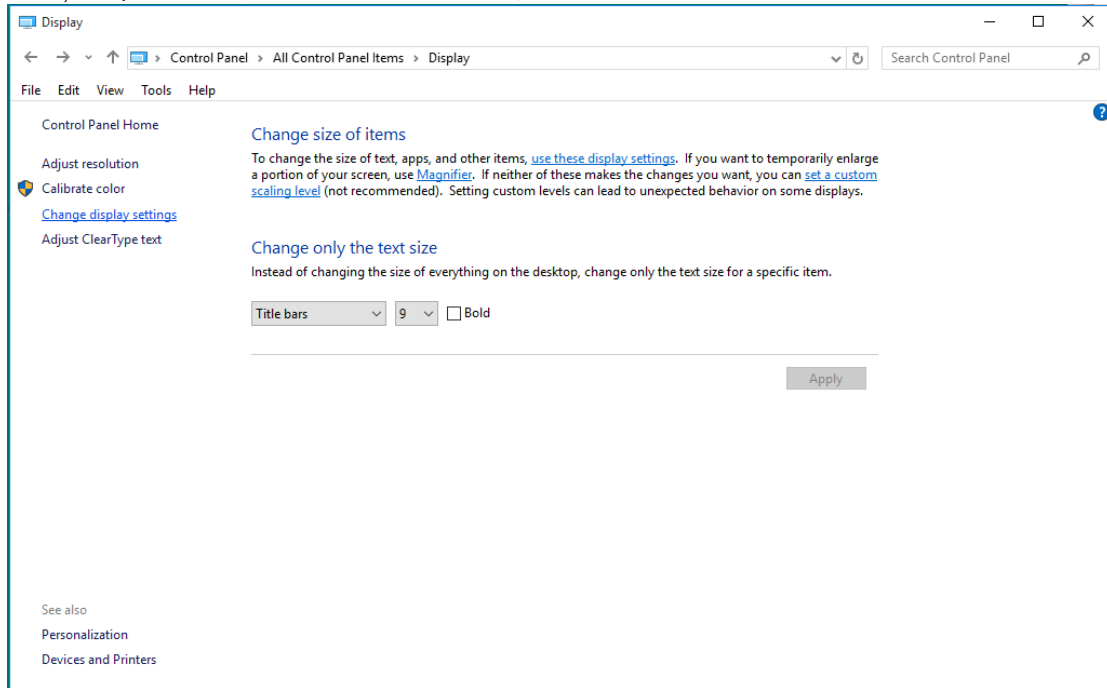 Display
Control Panel > All Control Panel Items > Display
Search Control Panel
File Edit View Tools Help
?
Control Panel Home
Adjust resolution
Calibrate color
Change display settings
Adjust ClearType text
Change size of items
To change the size of text, apps, and other items, use these display settings. If you want to temporarily enlarge
a portion of your screen, use Magnifier. If neither of these makes the changes you want, you can set a custom
scaling level (not recommended). Setting custom levels can lead to unexpected behavior on some displays.
Change only the text size
Instead of changing the size of everything on the desktop, change only the text size for a specific item.
Title bars 9 Bold
Apply
See also
Personalization
Devices and Printers